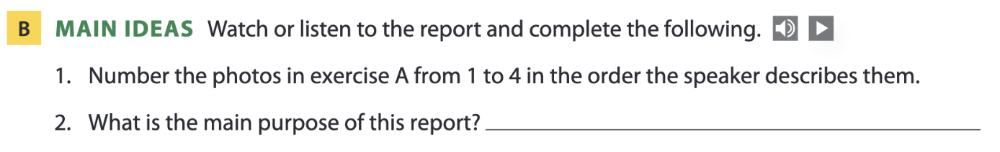 B MAIN IDEAS Watch or listen to the report and complete the following.
1. Number the photos in exercise A from 1 to 4 in the order the speaker describes them.
2. What is the main purpose of this report?